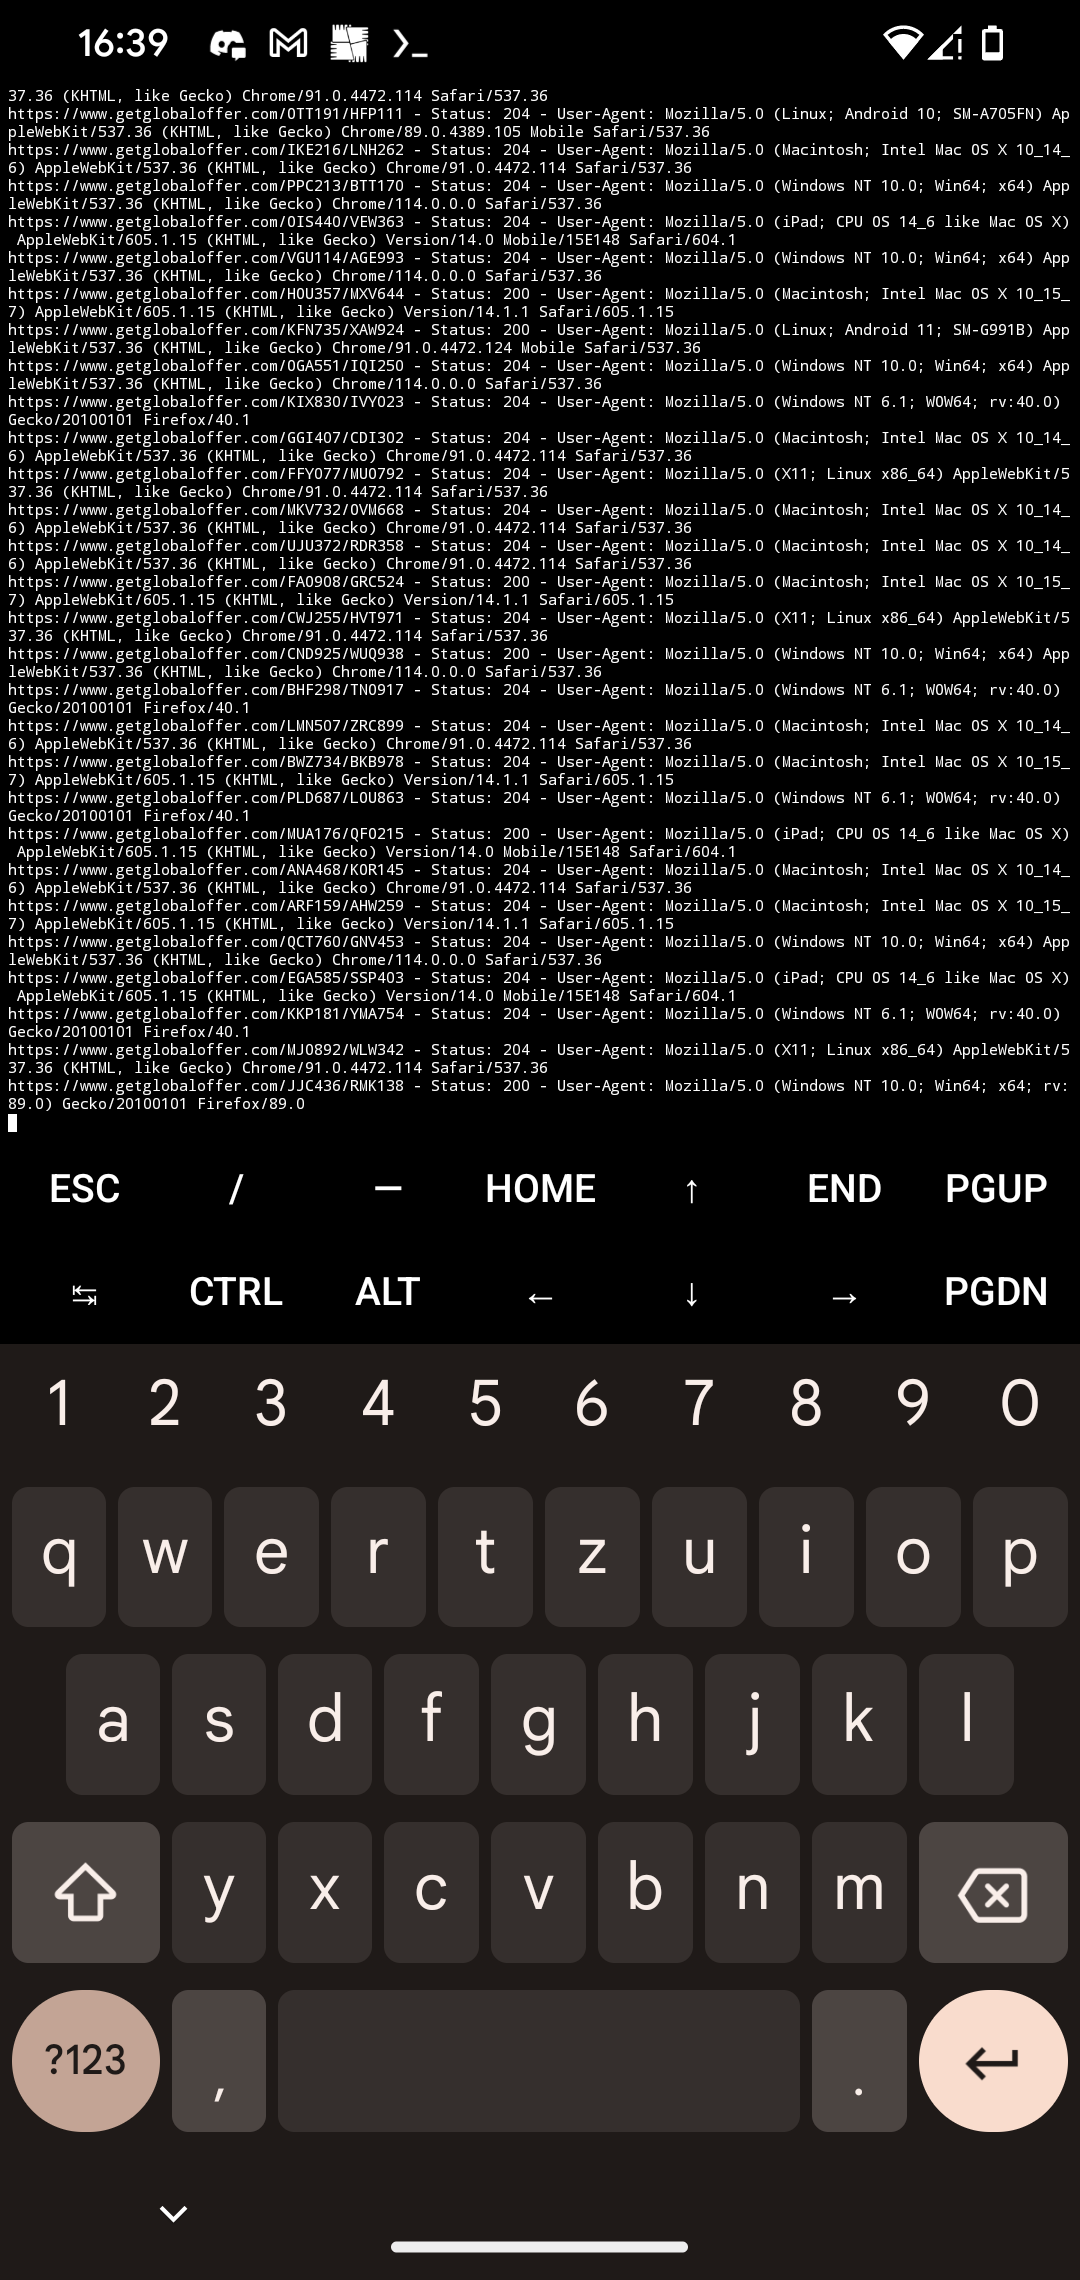 16:39
37.36 (KHTML, like Gecko) Chrome/91.0.4472.114 Safari/537.36
https://www.getglobaloffer.com/OTT191/HFP111 - Status: 204 - User-Agent: Mozilla/5.0 (Linux; Android 10; SM-A705FN) Ap
pleWebKit/537.36 (KHTML, like Gecko) Chrome/89.0.4389.105 Mobile Safari/537.36
https://www.getglobaloffer.com/IKE216/LNH262 - Status: 204 - User-Agent: Mozilla/5.0 (Macintosh; Intel Mac OS X 10_14_
6) AppleWebKit/537.36 (KHTML, like Gecko) Chrome/91.0.4472.114 Safari/537.36
https://www.getglobaloffer.com/PPC213/BTT170 - Status: 204 - User-Agent: Mozilla/5.0 (Windows NT 10.0; Win64; x64) App
leWebKit/537.36 (KHTML, like Gecko) Chrome/114.0.0.0 Safari/537.36
https://www.getglobaloffer.com/OIS440/VEW363 - Status: 204 - User-Agent: Mozilla/5.0 (iPad; CPU OS 14_6 like Mac OS X)
 AppleWebKit/605.1.15 (KHTML, like Gecko) Version/14.0 Mobile/15E148 Safari/604.1
https://www.getglobaloffer.com/VGU114/AGE993 - Status: 204 - User-Agent: Mozilla/5.0 (Windows NT 10.0; Win64; x64) App
leWebKit/537.36 (KHTML, like Gecko) Chrome/114.0.0.0 Safari/537.36
https://www.getglobaloffer.com/HOU357/MXV644 - Status: 200 - User-Agent: Mozilla/5.0 (Macintosh; Intel Mac OS X 10_15_
7) AppleWebKit/605.1.15 (KHTML, like Gecko) Version/14.1.1 Safari/605.1.15
https://www.getglobaloffer.com/KFN735/XAW924 - Status: 200 - User-Agent: Mozilla/5.0 (Linux; Android 11; SM-G991B) App
leWebKit/537.36 (KHTML, like Gecko) Chrome/91.0.4472.124 Mobile Safari/537.36
https://www.getglobaloffer.com/OGA551/IQI250 - Status: 204 - User-Agent: Mozilla/5.0 (Windows NT 10.0; Win64; x64) App
leWebKit/537.36 (KHTML, like Gecko) Chrome/114.0.0.0 Safari/537.36
https://www.getglobaloffer.com/KIX830/IVY023 - Status: 204 - User-Agent: Mozilla/5.0 (Windows NT 6.1; WOW64; rv:40.0)
Gecko/20100101 Firefox/40.1
https://www.getglobaloffer.com/GGI407/CDI302 - Status: 204 - User-Agent: Mozilla/5.0 (Macintosh; Intel Mac OS X 10_14_
6) AppleWebKit/537.36 (KHTML, like Gecko) Chrome/91.0.4472.114 Safari/537.36
https://www.getglobaloffer.com/FFY077/MUO792 - Status: 204 - User-Agent: Mozilla/5.0 (X11; Linux x86_64) AppleWebKit/5
37.36 (KHTML, like Gecko) Chrome/91.0.4472.114 Safari/537.36
https://www.getglobaloffer.com/MKV732/OVM668 - Status: 204 - User-Agent: Mozilla/5.0 (Macintosh; Intel Mac OS X 10_14_
6) AppleWebKit/537.36 (KHTML, like Gecko) Chrome/91.0.4472.114 Safari/537.36
https://www.getglobaloffer.com/UJU372/RDR358 - Status: 204 - User-Agent: Mozilla/5.0 (Macintosh; Intel Mac OS X 10_14_
6) AppleWebKit/537.36 (KHTML, like Gecko) Chrome/91.0.4472.114 Safari/537.36
https://www.getglobaloffer.com/FAO908/GRC524 - Status: 200 - User-Agent: Mozilla/5.0 (Macintosh; Intel Mac OS X 10_15_
7) AppleWebKit/605.1.15 (KHTML, like Gecko) Version/14.1.1 Safari/605.1.15
https://www.getglobaloffer.com/CWJ255/HVT971 - Status: 204 - User-Agent: Mozilla/5.0 (X11; Linux x86_64) AppleWebKit/5
37.36 (KHTML, like Gecko) Chrome/91.0.4472.114 Safari/537.36
https://www.getglobaloffer.com/CND925/WUQ938 - Status: 200 - User-Agent: Mozilla/5.0 (Windows NT 10.0; Win64; x64) App
leWebKit/537.36 (KHTML, like Gecko) Chrome/114.0.0.0 Safari/537.36
https://www.getglobaloffer.com/BHF298/TNO917 - Status: 204 - User-Agent: Mozilla/5.0 (Windows NT 6.1; WOW64; rv:40.0)
Gecko/20100101 Firefox/40.1
https://www.getglobaloffer.com/LMN507/ZRC899 - Status: 204 - User-Agent: Mozilla/5.0 (Macintosh; Intel Mac OS X 10_14_
6) AppleWebKit/537.36 (KHTML, like Gecko) Chrome/91.0.4472.114 Safari/537.36
https://www.getglobaloffer.com/BWZ734/BKB978 - Status: 204 - User-Agent: Mozilla/5.0 (Macintosh; Intel Mac OS X 10_15_
7) AppleWebKit/605.1.15 (KHTML, like Gecko) Version/14.1.1 Safari/605.1.15
https://www.getglobaloffer.com/PLD687/LOU863 - Status: 204 - User-Agent: Mozilla/5.0 (Windows NT 6.1; WOW64; rv:40.0)
Gecko/20100101 Firefox/40.1
https://www.getglobaloffer.com/MUA176/QFO215 - Status: 200 - User-Agent: Mozilla/5.0 (iPad; CPU OS 14_6 like Mac OS X)
 AppleWebKit/605.1.15 (KHTML, like Gecko) Version/14.0 Mobile/15E148 Safari/604.1
https://www.getglobaloffer.com/ANA468/KOR145 - Status: 204 - User-Agent: Mozilla/5.0 (Macintosh; Intel Mac OS X 10_14_
6) AppleWebKit/537.36 (KHTML, like Gecko) Chrome/91.0.4472.114 Safari/537.36
https://www.getglobaloffer.com/ARF159/AHW259 - Status: 204 - User-Agent: Mozilla/5.0 (Macintosh; Intel Mac OS X 10_15_
7) AppleWebKit/605.1.15 (KHTML, like Gecko) Version/14.1.1 Safari/605.1.15
https://www.getglobaloffer.com/QCT760/GNV453 - Status: 204 - User-Agent: Mozilla/5.0 (Windows NT 10.0; Win64; x64) App
leWebKit/537.36 (KHTML, like Gecko) Chrome/114.0.0.0 Safari/537.36
https://www.getglobaloffer.com/EGA585/SSP403 - Status: 204 - User-Agent: Mozilla/5.0 (iPad; CPU OS 14_6 like Mac OS X)
 AppleWebKit/605.1.15 (KHTML, like Gecko) Version/14.0 Mobile/15E148 Safari/604.1
https://www.getglobaloffer.com/KKP181/YMA754 - Status: 204 - User-Agent: Mozilla/5.0 (Windows NT 6.1; WOW64; rv:40.0)
Gecko/20100101 Firefox/40.1
https://www.getglobaloffer.com/MJO892/WLW342 - Status: 204 - User-Agent: Mozilla/5.0 (X11; Linux x86_64) AppleWebKit/5
37.36 (KHTML, like Gecko) Chrome/91.0.4472.114 Safari/537.36
https://www.getglobaloffer.com/JJC436/RMK138 - Status: 200 - User-Agent: Mozilla/5.0 (Windows NT 10.0; Win64; x64; rv:
89.0) Gecko/20100101 Firefox/89.0
ESC / — HOME ↑ END PGUP
↹ CTRL ALT ← ↓ → PGDN
1 2 3 4 5 6 7 8 9 0
q w e r t z u i o p
a s d f g h j k l
y x c v b n m
?123 , .